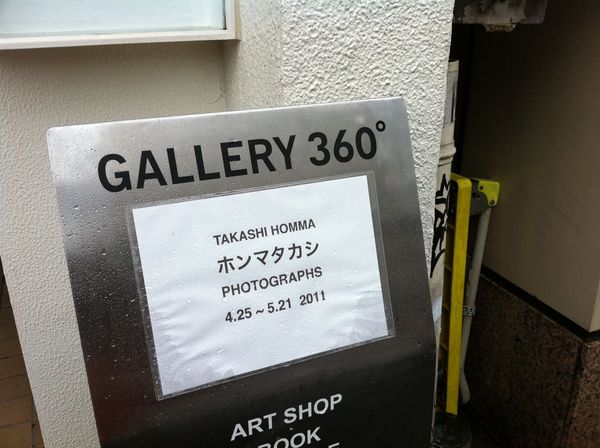 GALLERY 360°
TAKASHI HOMMA
ホンマタカシ
PHOTOGRAPHS
4.25~5.21 2011
ART SHOP
BOOK